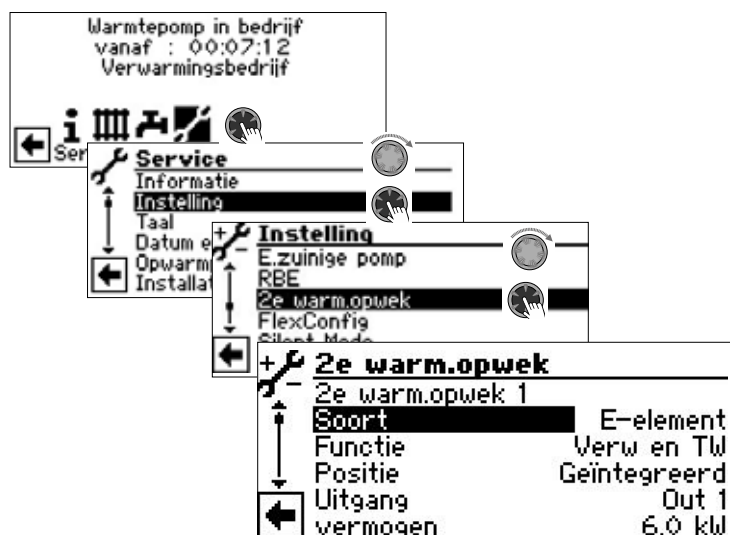 Warmtepomp in bedrijf
vanaf : 00:07:12
Verwarmingsbedrijf
Ser
Service
Informatie
Instelling
Taal
Datum e
Opwarm
Installat
Instelling
E.zuinige pomp
RBE
2e warm.opwek
FlexConfig
Silent Mode
2e warm.opwek
2e warm.opwek 1
Soort E-element
Functie Verw en TW
Positie Geïntegreerd
Uitgang Out 1
vermogen 6.0 kW